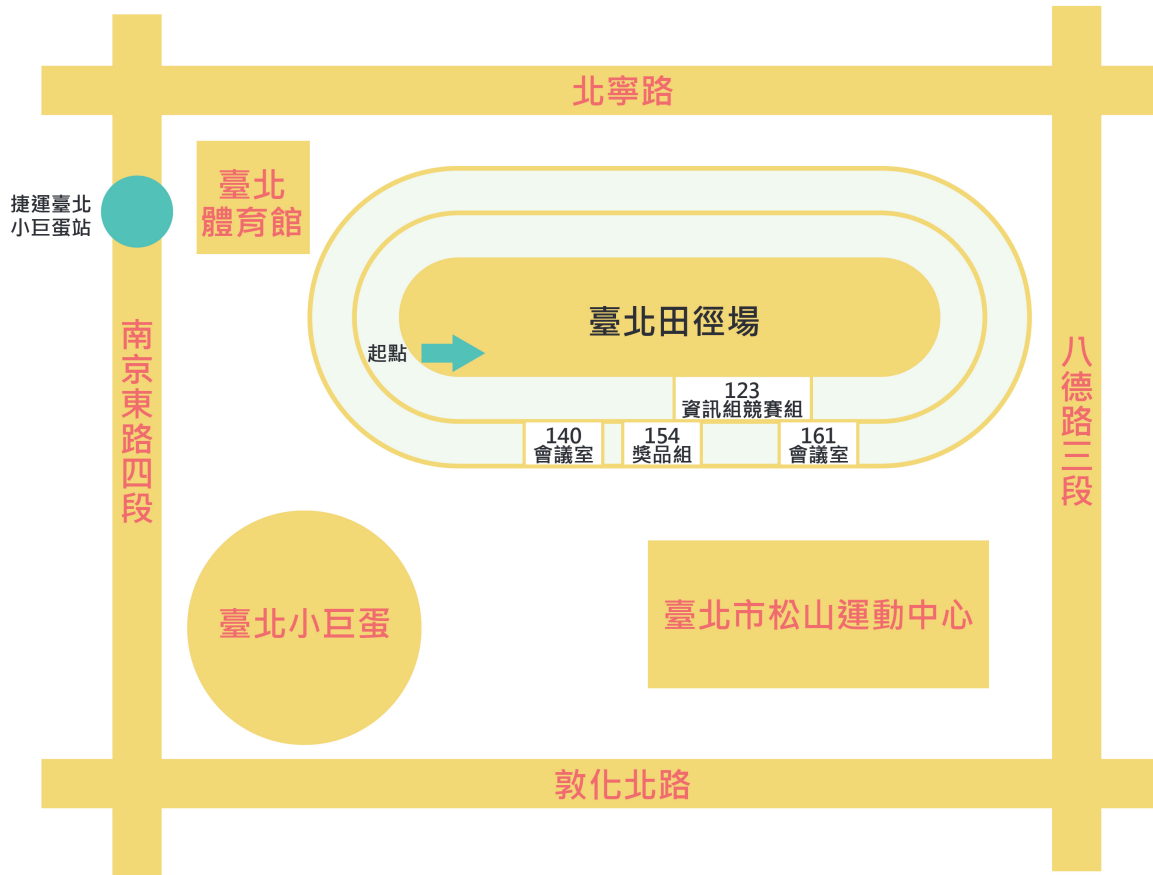 北寧路
臺北
體育館
捷運臺北
小巨蛋站
南京東路四段
臺北田徑場
起點
八德路三段
123
資訊組競賽組
140
會議室
154
獎品組
161
會議室
臺北小巨蛋
臺北市松山運動中心
敦化北路